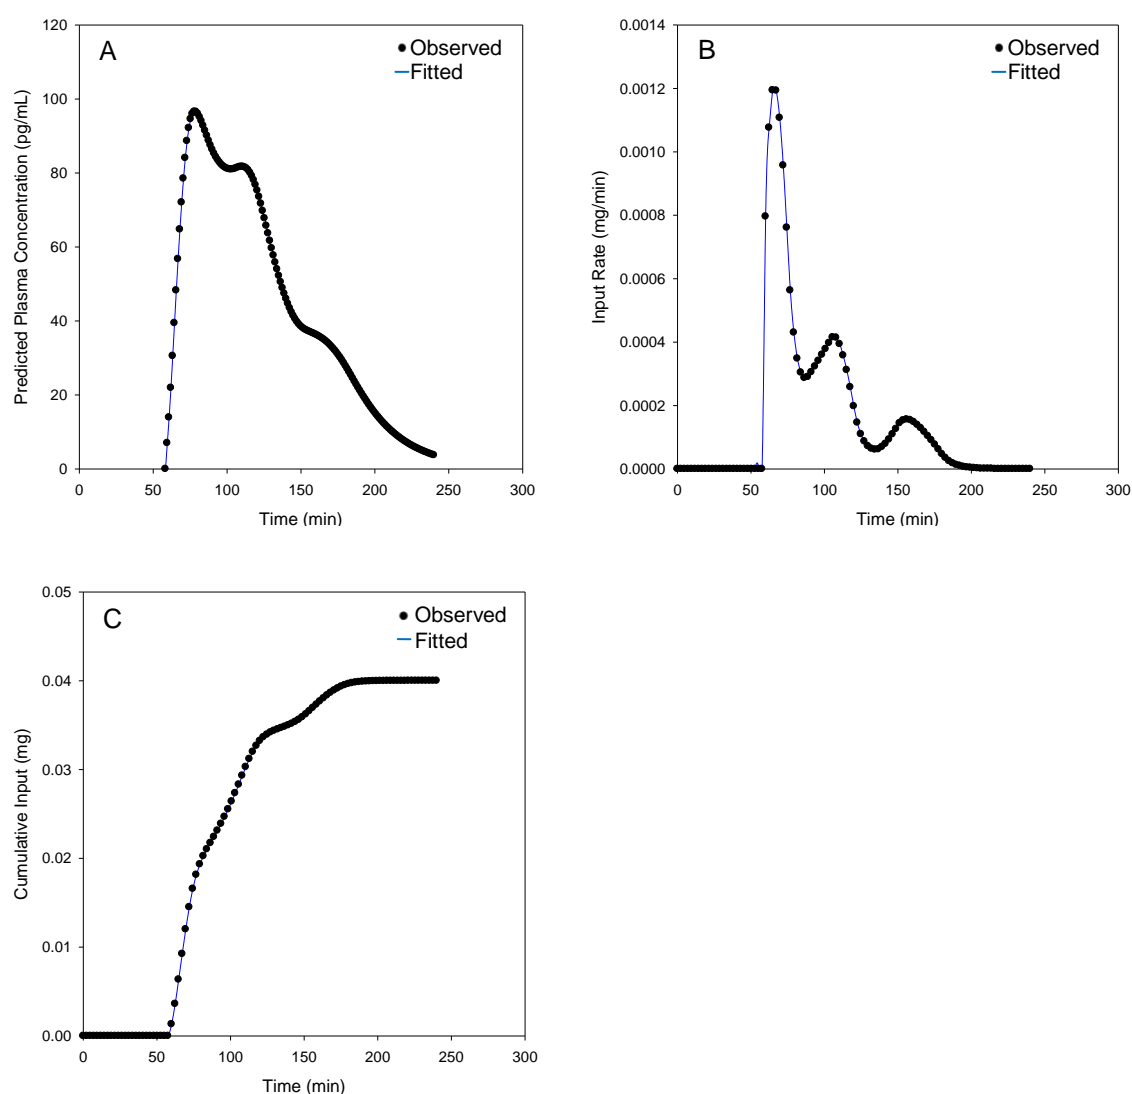 A
Observed
Fitted
Predicted Plasma Concentration (pg/mL)
120
100
80
60
40
20
0
0 50 100 150 200 250 300
Time (min)
B
Observed
Fitted
Input Rate (mg/min)
0.0014
0.0012
0.0010
0.0008
0.0006
0.0004
0.0002
0.0000
0 50 100 150 200 250 300
Time (min)
C
Observed
Fitted
Cumulative Input (mg)
0.05
0.04
0.03
0.02
0.01
0.00
0 50 100 150 200 250 300
Time (min)